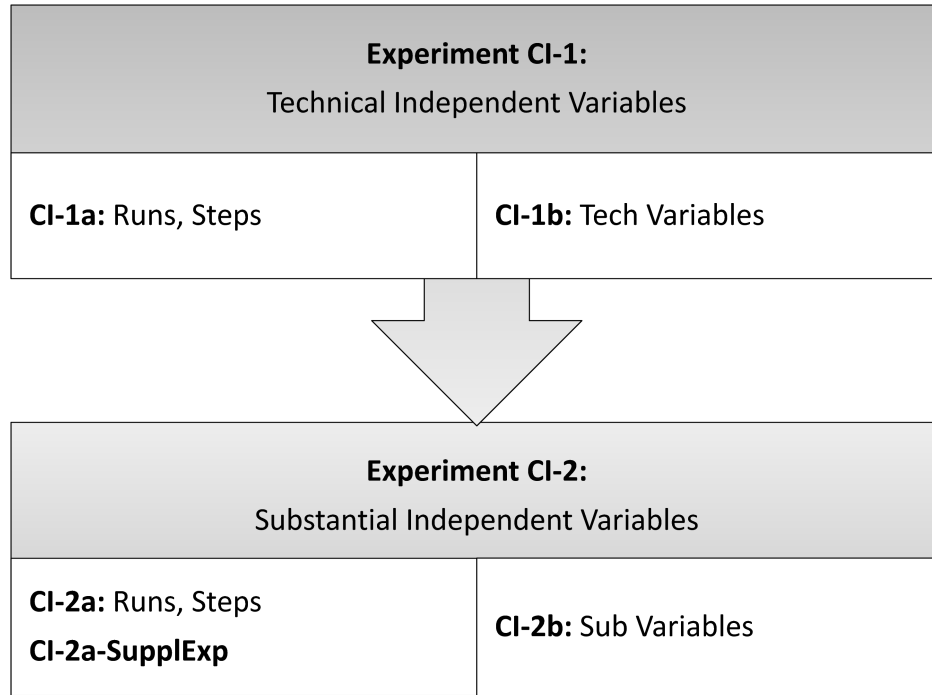 Experiment CI-1:
Technical Independent Variables
CI-1a: Runs, Steps
CI-1b: Tech Variables
Experiment CI-2:
Substantial Independent Variables
CI-2a: Runs, Steps
CI-2a-SupplExp
CI-2b: Sub Variables